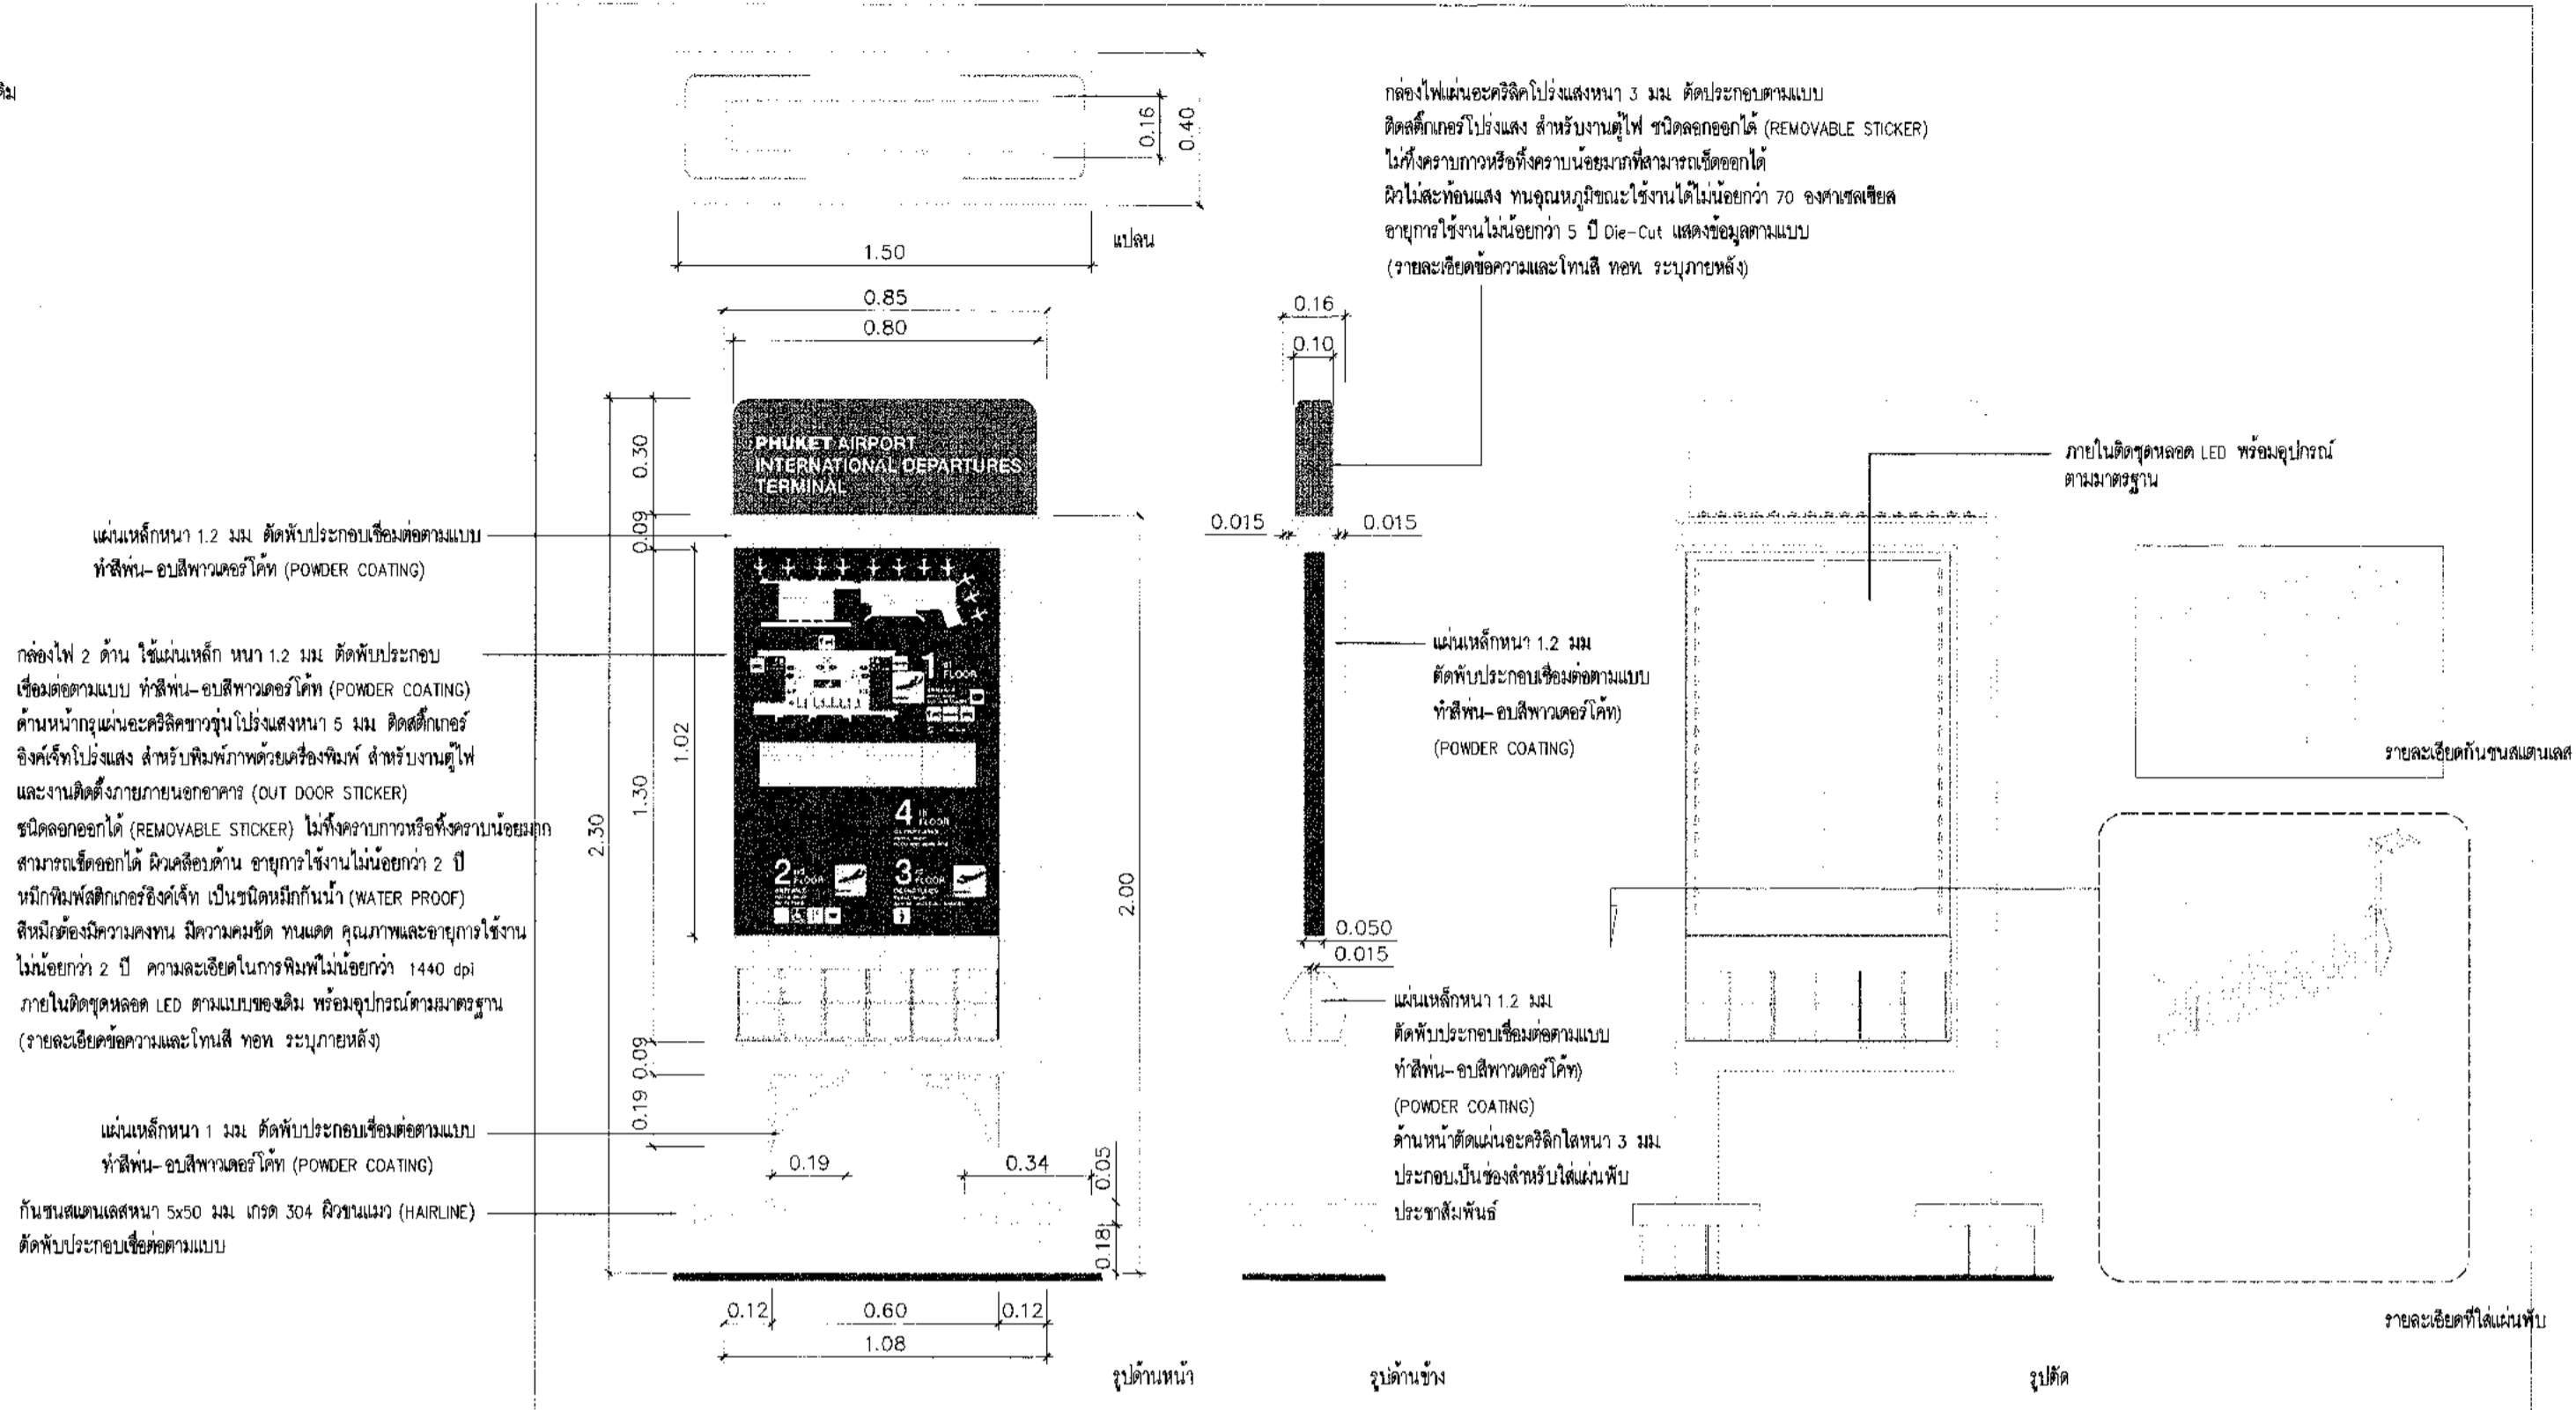 แปลน
1.50
0.16
0.40
กล่องไฟแผ่นอะคริลิคโปร่งแสงหนา 3 มม ตัดประกอบตามแบบ
ติดสติ๊กเกอร์โปร่งแสง สำหรับงานตู้ไฟ ชนิดลอกออกได้ (REMOVABLE STICKER)
ไม่ทิ้งคราบกาวหรือทิ้งคราบน้อยมากที่สามารถเช็ดออกได้
ผิวไม่สะท้อนแสง ทนอุณหภูมิขณะใช้งานได้ไม่น้อยกว่า 70 องศาเซลเซียส
อายุการใช้งานไม่น้อยกว่า 5 ปี Die-Cut แสดงข้อมูลตามแบบ
(รายละเอียดข้อความและโทนสี ทอท ระบุภายหลัง)
0.85
0.80
0.30
0.09
1.02
1.30
2.30
2.00
0.09
0.19
0.19
0.34
0.05
0.18
0.12
0.60
0.12
1.08
PHUKET AIRPORT
INTERNATIONAL DEPARTURES
TERMINAL
1
FLOOR
4 TH
FLOOR
2 ND
FLOOR
3
FLOOR
แผ่นเหล็กหนา 1.2 มม ตัดพับประกอบเชื่อมต่อตามแบบ
ทำสีพ่น-อบสีพาวเดอร์โค้ท (POWDER COATING)
กล่องไฟ 2 ด้าน ใช้แผ่นเหล็ก หนา 1.2 มม ตัดพับประกอบ
เชื่อมต่อตามแบบ ทำสีพ่น-อบสีพาวเดอร์โค้ท (POWDER COATING)
ด้านหน้ากรุแผ่นอะคริลิคขาวขุ่นโปร่งแสงหนา 5 มม ติดสติ๊กเกอร์
อิงค์เจ็ทโปร่งแสง สำหรับพิมพ์ภาพด้วยเครื่องพิมพ์ สำหรับงานตู้ไฟ
และงานติดตั้งภายภายนอกอาคาร (OUT DOOR STICKER)
ชนิดลอกออกได้ (REMOVABLE STICKER) ไม่ทิ้งคราบกาวหรือทิ้งคราบน้อยมาก
สามารถเช็ดออกได้ ผิวเคลือบด้าน อายุการใช้งานไม่น้อยกว่า 2 ปี
หมึกพิมพ์สติกเกอร์อิงค์เจ็ท เป็นชนิดหมึกกันน้ำ (WATER PROOF)
สีหมึกต้องมีความคงทน มีความคมชัด ทนแดด คุณภาพและอายุการใช้งาน
ไม่น้อยกว่า 2 ปี ความละเอียดในการพิมพ์ไม่น้อยกว่า 1440 dpi
ภายในติดชุดหลอด LED ตามแบบของเดิม พร้อมอุปกรณ์ตามมาตรฐาน
(รายละเอียดข้อความและโทนสี ทอท ระบุภายหลัง)
แผ่นเหล็กหนา 1 มม ตัดพับประกอบเชื่อมต่อตามแบบ
ทำสีพ่น-อบสีพาวเดอร์โค้ท (POWDER COATING)
กันชนสแตนเลสหนา 5x50 มม เกรด 304 ผิวขนแมว (HAIRLINE)
ตัดพับประกอบเชื่อต่อตามแบบ
รูปด้านหน้า
0.16
0.10
0.015
0.015
0.050
0.015
แผ่นเหล็กหนา 1.2 มม
ตัดพับประกอบเชื่อมต่อตามแบบ
ทำสีพ่น-อบสีพาวเดอร์โค้ท)
(POWDER COATING)
แผ่นเหล็กหนา 1.2 มม
ตัดพับประกอบเชื่อมต่อตามแบบ
ทำสีพ่น-อบสีพาวเดอร์โค้ท)
(POWDER COATING)
ด้านหน้าตัดแผ่นอะคริลิกใสหนา 3 มม
ประกอบเป็นช่องสำหรับใส่แผ่นพับ
ประชาสัมพันธ์
รูปด้านข้าง
ภายในติดชุดหลอด LED พร้อมอุปกรณ์
ตามมาตรฐาน
รูปตัด
รายละเอียดกันชนสแตนเลส
รายละเอียดที่ใส่แผ่นพับ